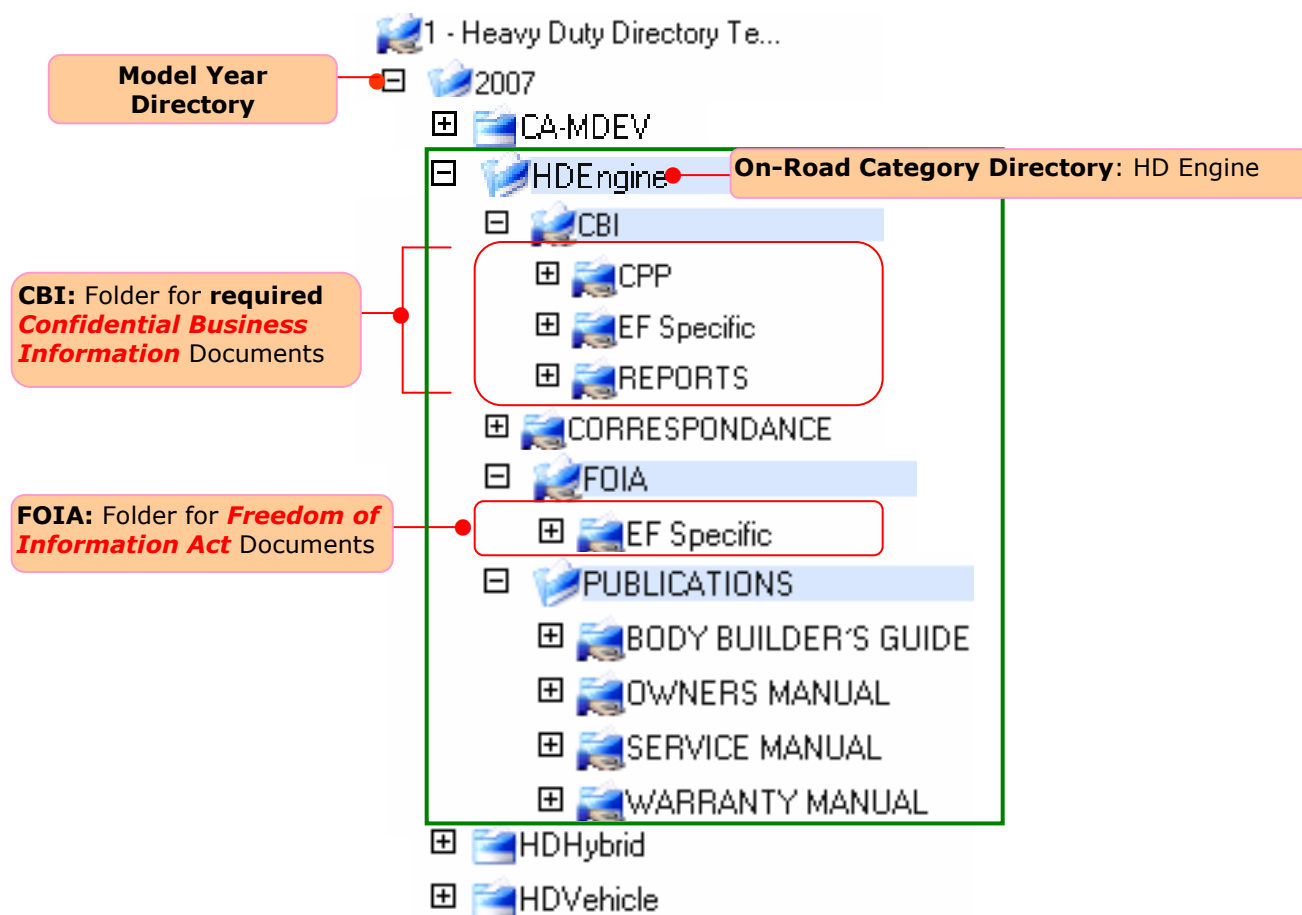 1 - Heavy Duty Directory Te...
Model Year
Directory
2007
CA-MDEV
HDEngine
On-Road Category Directory: HD Engine
CBI
CPP
CBI: Folder for required
Confidential Business
Information Documents
EF Specific
REPORTS
CORRESPONDANCE
FOIA
FOIA: Folder for Freedom of
Information Act Documents
EF Specific
PUBLICATIONS
BODY BUILDER'S GUIDE
OWNERS MANUAL
SERVICE MANUAL
WARRANTY MANUAL
HDHybrid
HDVehicle